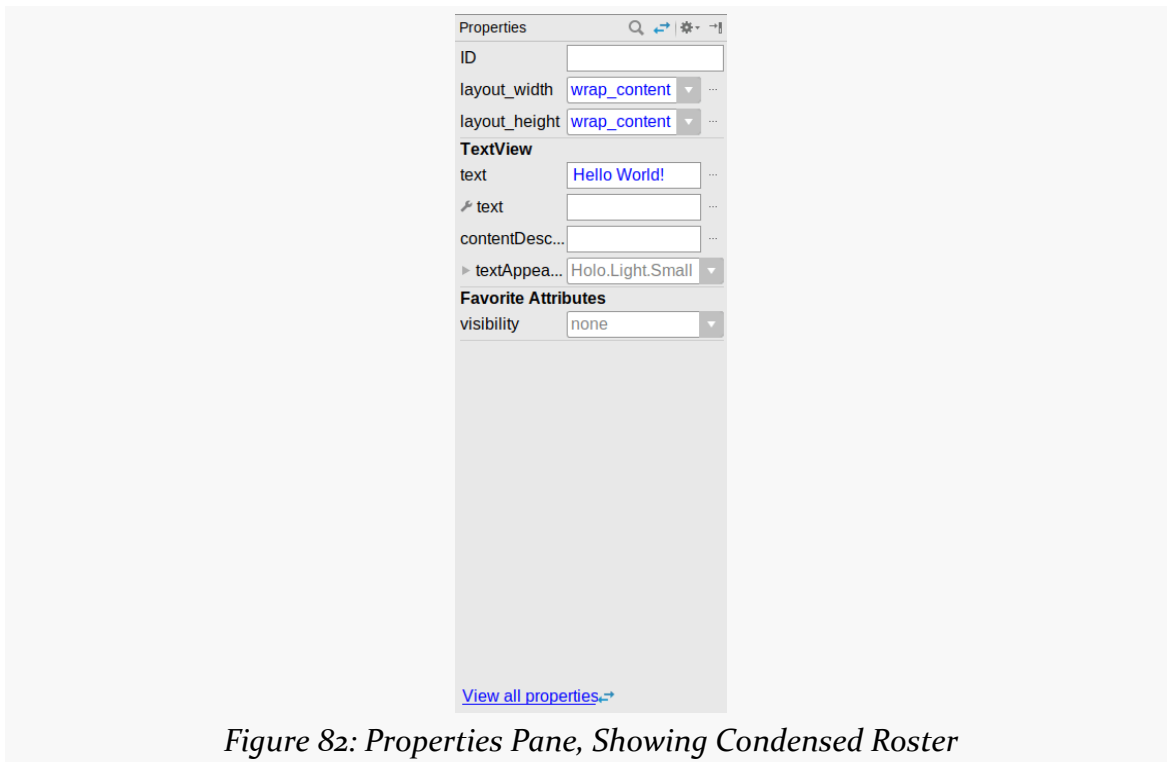 Properties
ID
layout_width wrap_content ...
layout_height wrap_content ...
TextView
text Hello World! ...
text ...
contentDesc... ...
textAppea... Holo.Light.Small
Favorite Attributes
visibility none
View all properties
Figure 82: Properties Pane, Showing Condensed Roster